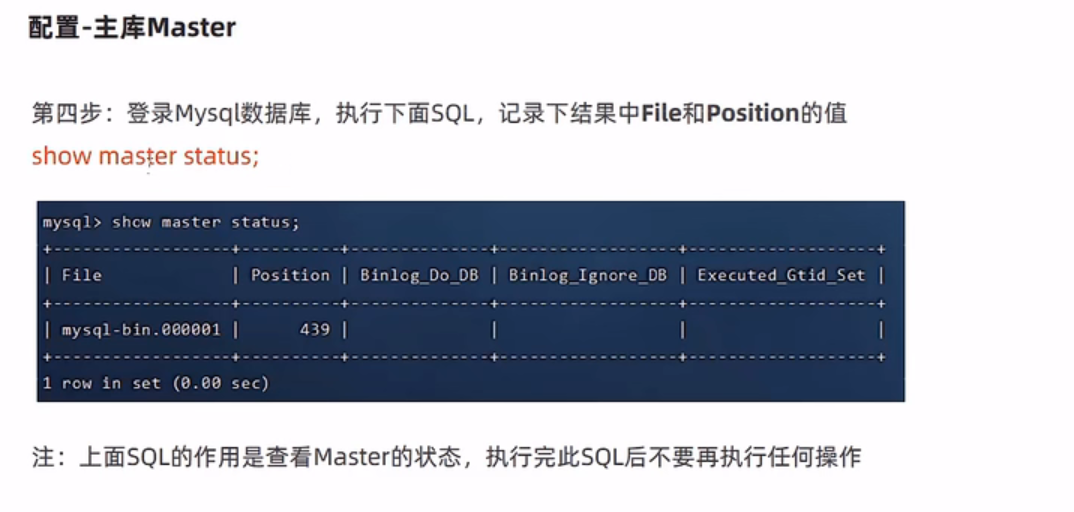 配置-主库Master
第四步：登录Mysql数据库，执行下面SQL，记录下结果中File和Position的值
show master status;
mysql> show master status;
+------------------+----------+--------------+------------------+-------------------+
| File             | Position | Binlog_Do_DB | Binlog_Ignore_DB | Executed_Gtid_Set |
+------------------+----------+--------------+------------------+-------------------+
| mysql-bin.000001 |      439 |              |                  |                   |
+------------------+----------+--------------+------------------+-------------------+
1 row in set (0.00 sec)
注：上面SQL的作用是查看Master的状态，执行完此SQL后不要再执行任何操作